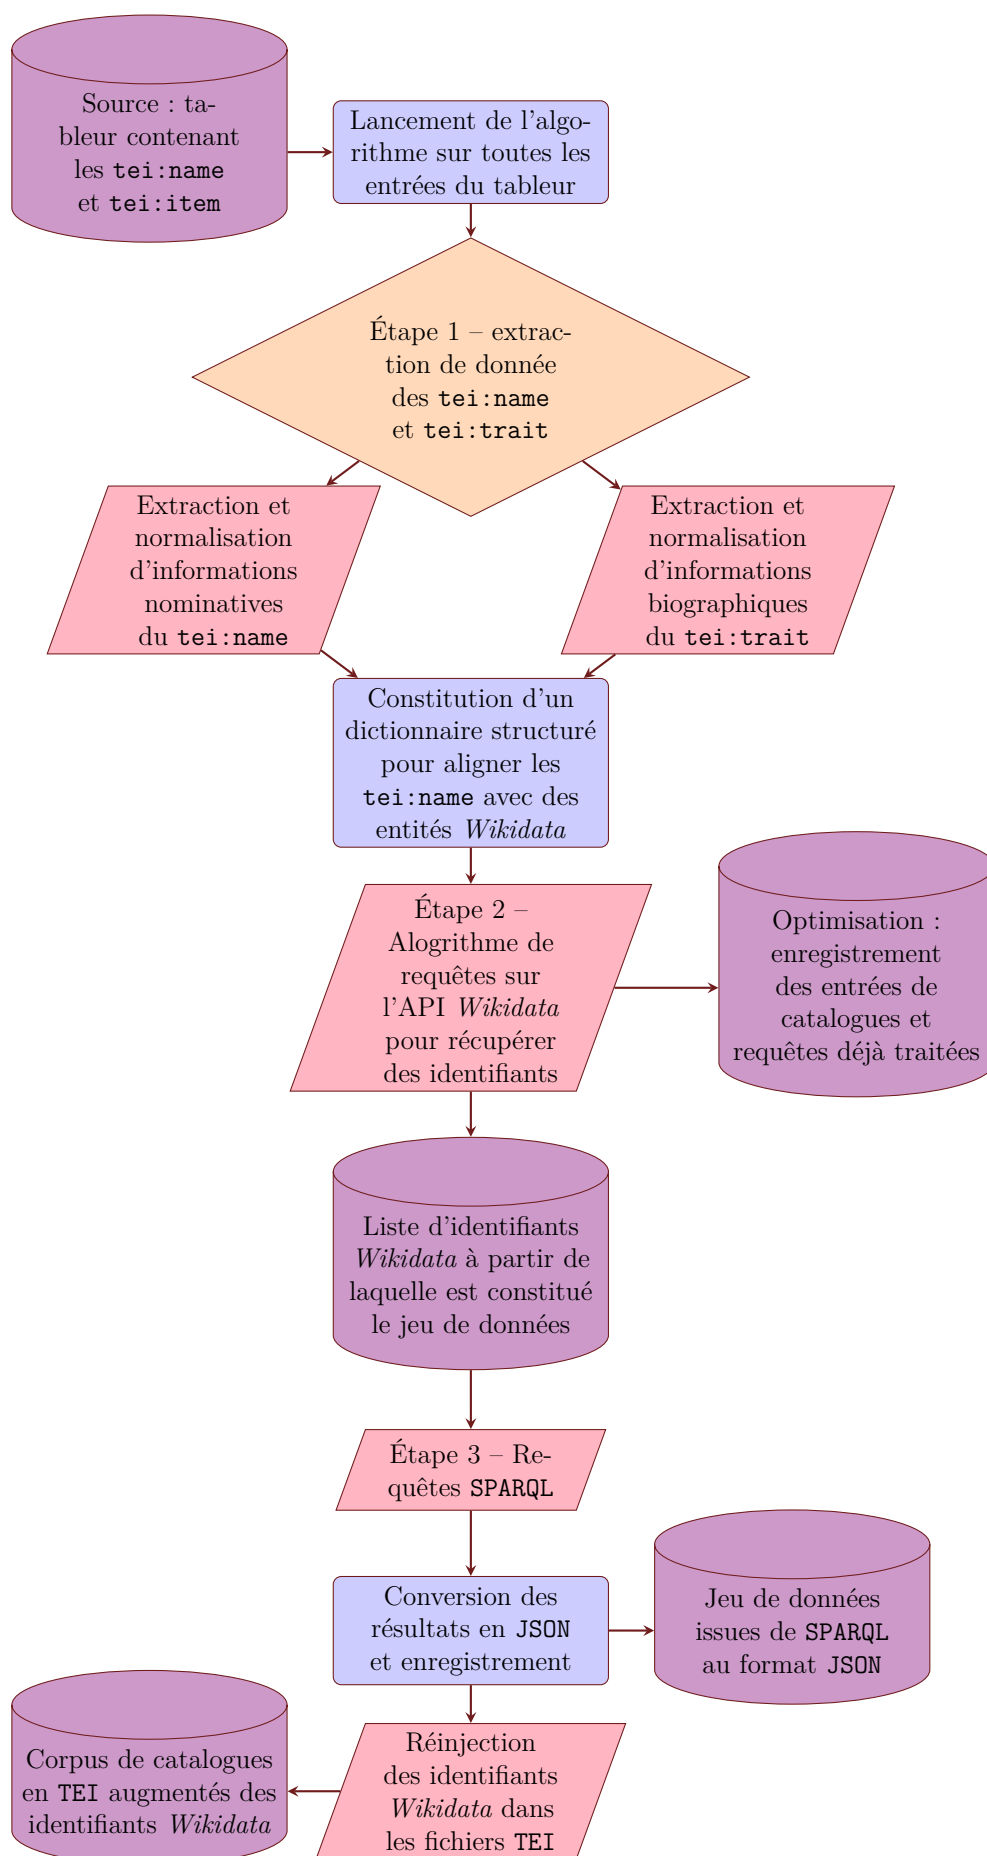 Source : ta-
bleur contenant
les tei:name
et tei:item
Lancement de l'algo-
rithme sur toutes les
entrées du tableur
Étape 1 – extrac-
tion de donnée
des tei:name
et tei:trait
Extraction et
normalisation
d'informations
nominatives
du tei:name
Extraction et
normalisation
d'informations
biographiques
du tei:trait
Constitution d'un
dictionnaire structuré
pour aligner les
tei:name avec des
entités Wikidata
Étape 2 –
Alogrithme de
requêtes sur
l'API Wikidata
pour récupérer
des identifiants
Optimisation :
enregistrement
des entrées de
catalogues et
requêtes déjà traitées
Liste d'identifiants
Wikidata à partir de
laquelle est constitué
le jeu de données
Étape 3 – Re-
quêtes SPARQL
Conversion des
résultats en JSON
et enregistrement
Jeu de données
issues de SPARQL
au format JSON
Réinjection
des identifiants
Wikidata dans
les fichiers TEI
Corpus de catalogues
en TEI augmentés des
identifiants Wikidata